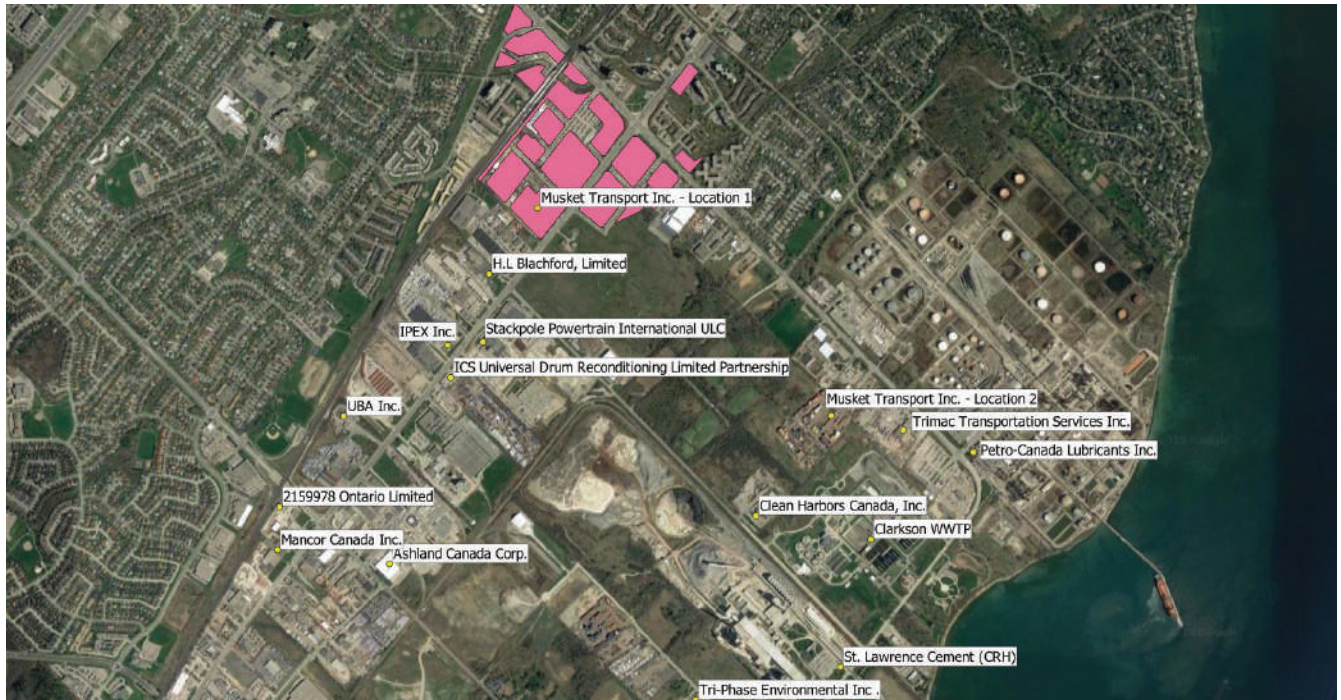 Musket Transport Inc. - Location 1
H.L Blachford, Limited
Stackpole Powertrain International ULC
IPEX Inc.
ICS Universal Drum Reconditioning Limited Partnership
Musket Transport Inc. - Location 2
UBA Inc.
Trimac Transportation Services Inc.
Petro-Canada Lubricants Inc.
2159978 Ontario Limited
Clean Harbors Canada, Inc.
Clarkson WWTP
Mancor Canada Inc.
Ashland Canada Corp.
St. Lawrence Cement (CRH)
Tri-Phase Environmental Inc .